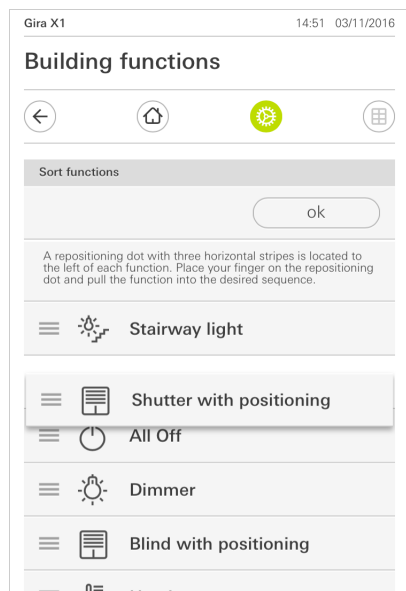 Gira X1 14:51 03/11/2016
Building functions
Sort functions
ok
A repositioning dot with three horizontal stripes is located to
the left of each function. Place your finger on the repositioning
dot and pull the function into the desired sequence.
Stairway light
Shutter with positioning
All Off
Dimmer
Blind with positioning